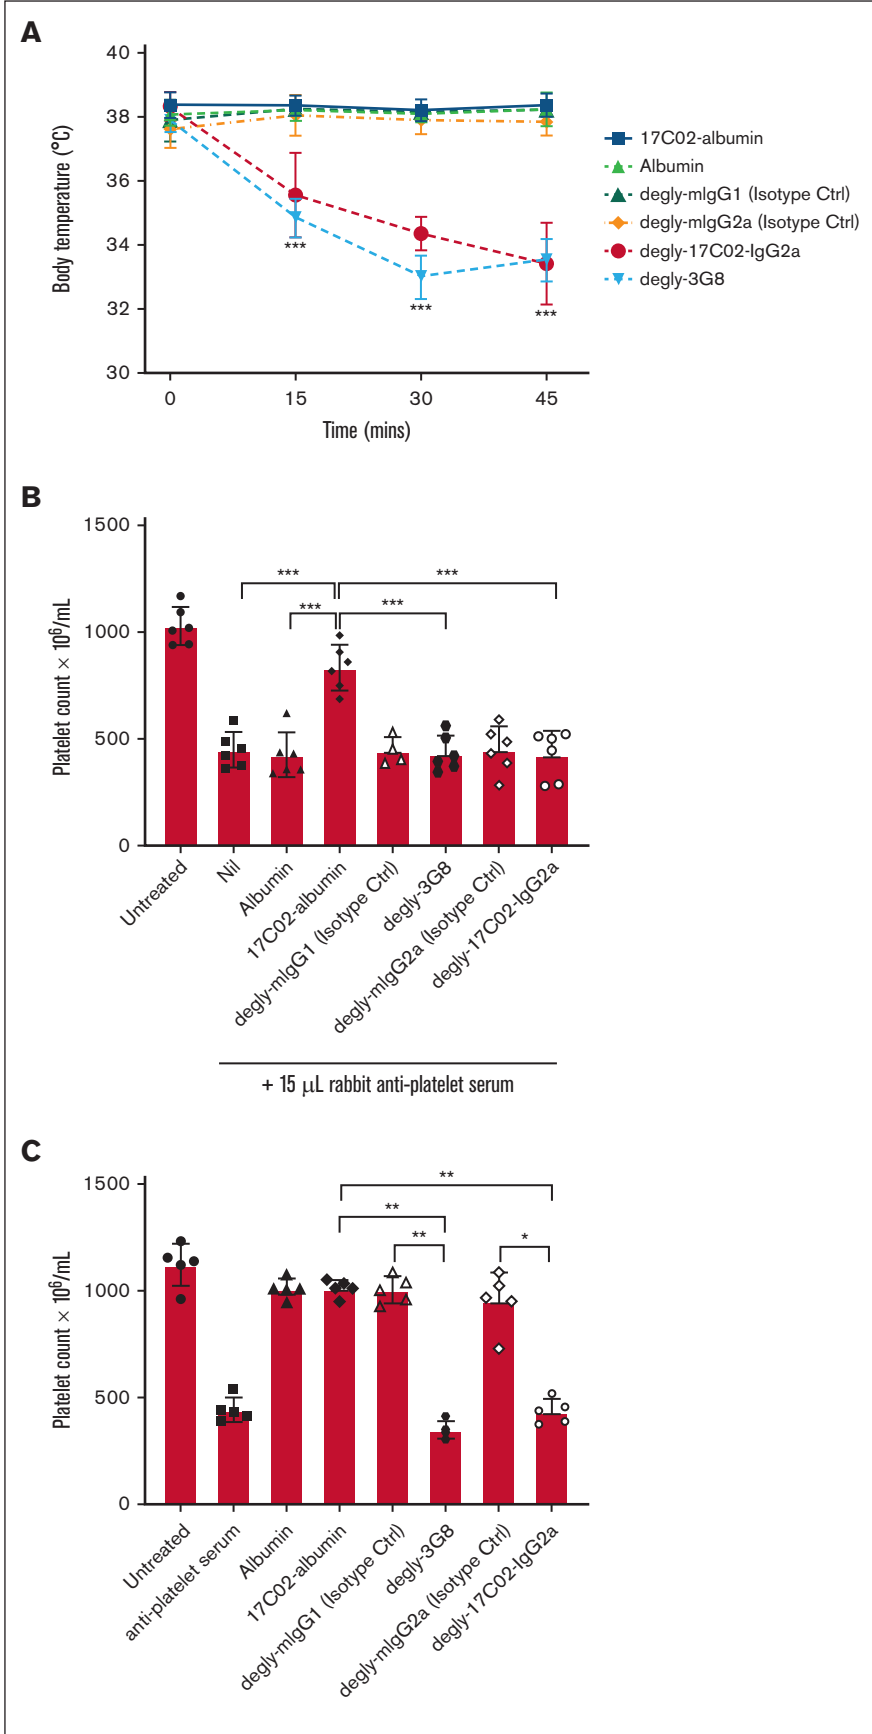 A
40
38
36
34
32
30
Body temperature (°C)
***
***
***
0 15 30 45
Time (mins)
17C02-albumin
Albumin
degly-mIgG1 (Isotype Ctrl)
degly-mIgG2a (Isotype Ctrl)
degly-17C02-IgG2a
degly-3G8
B
1500
1000
500
0
Platelet count × 10⁶/mL
*** ***
*** ***
Untreated
Nil
Albumin
17C02-albumin
degly-mIgG1 (Isotype Ctrl)
degly-3G8
degly-mIgG2a (Isotype Ctrl)
degly-17C02-IgG2a
+ 15 μL rabbit anti-platelet serum
C
1500
1000
500
0
Platelet count × 10⁶/mL
**
**
** *
Untreated
anti-platelet serum
Albumin
17C02-albumin
degly-mIgG1 (Isotype Ctrl)
degly-3G8
degly-mIgG2a (Isotype Ctrl)
degly-17C02-IgG2a